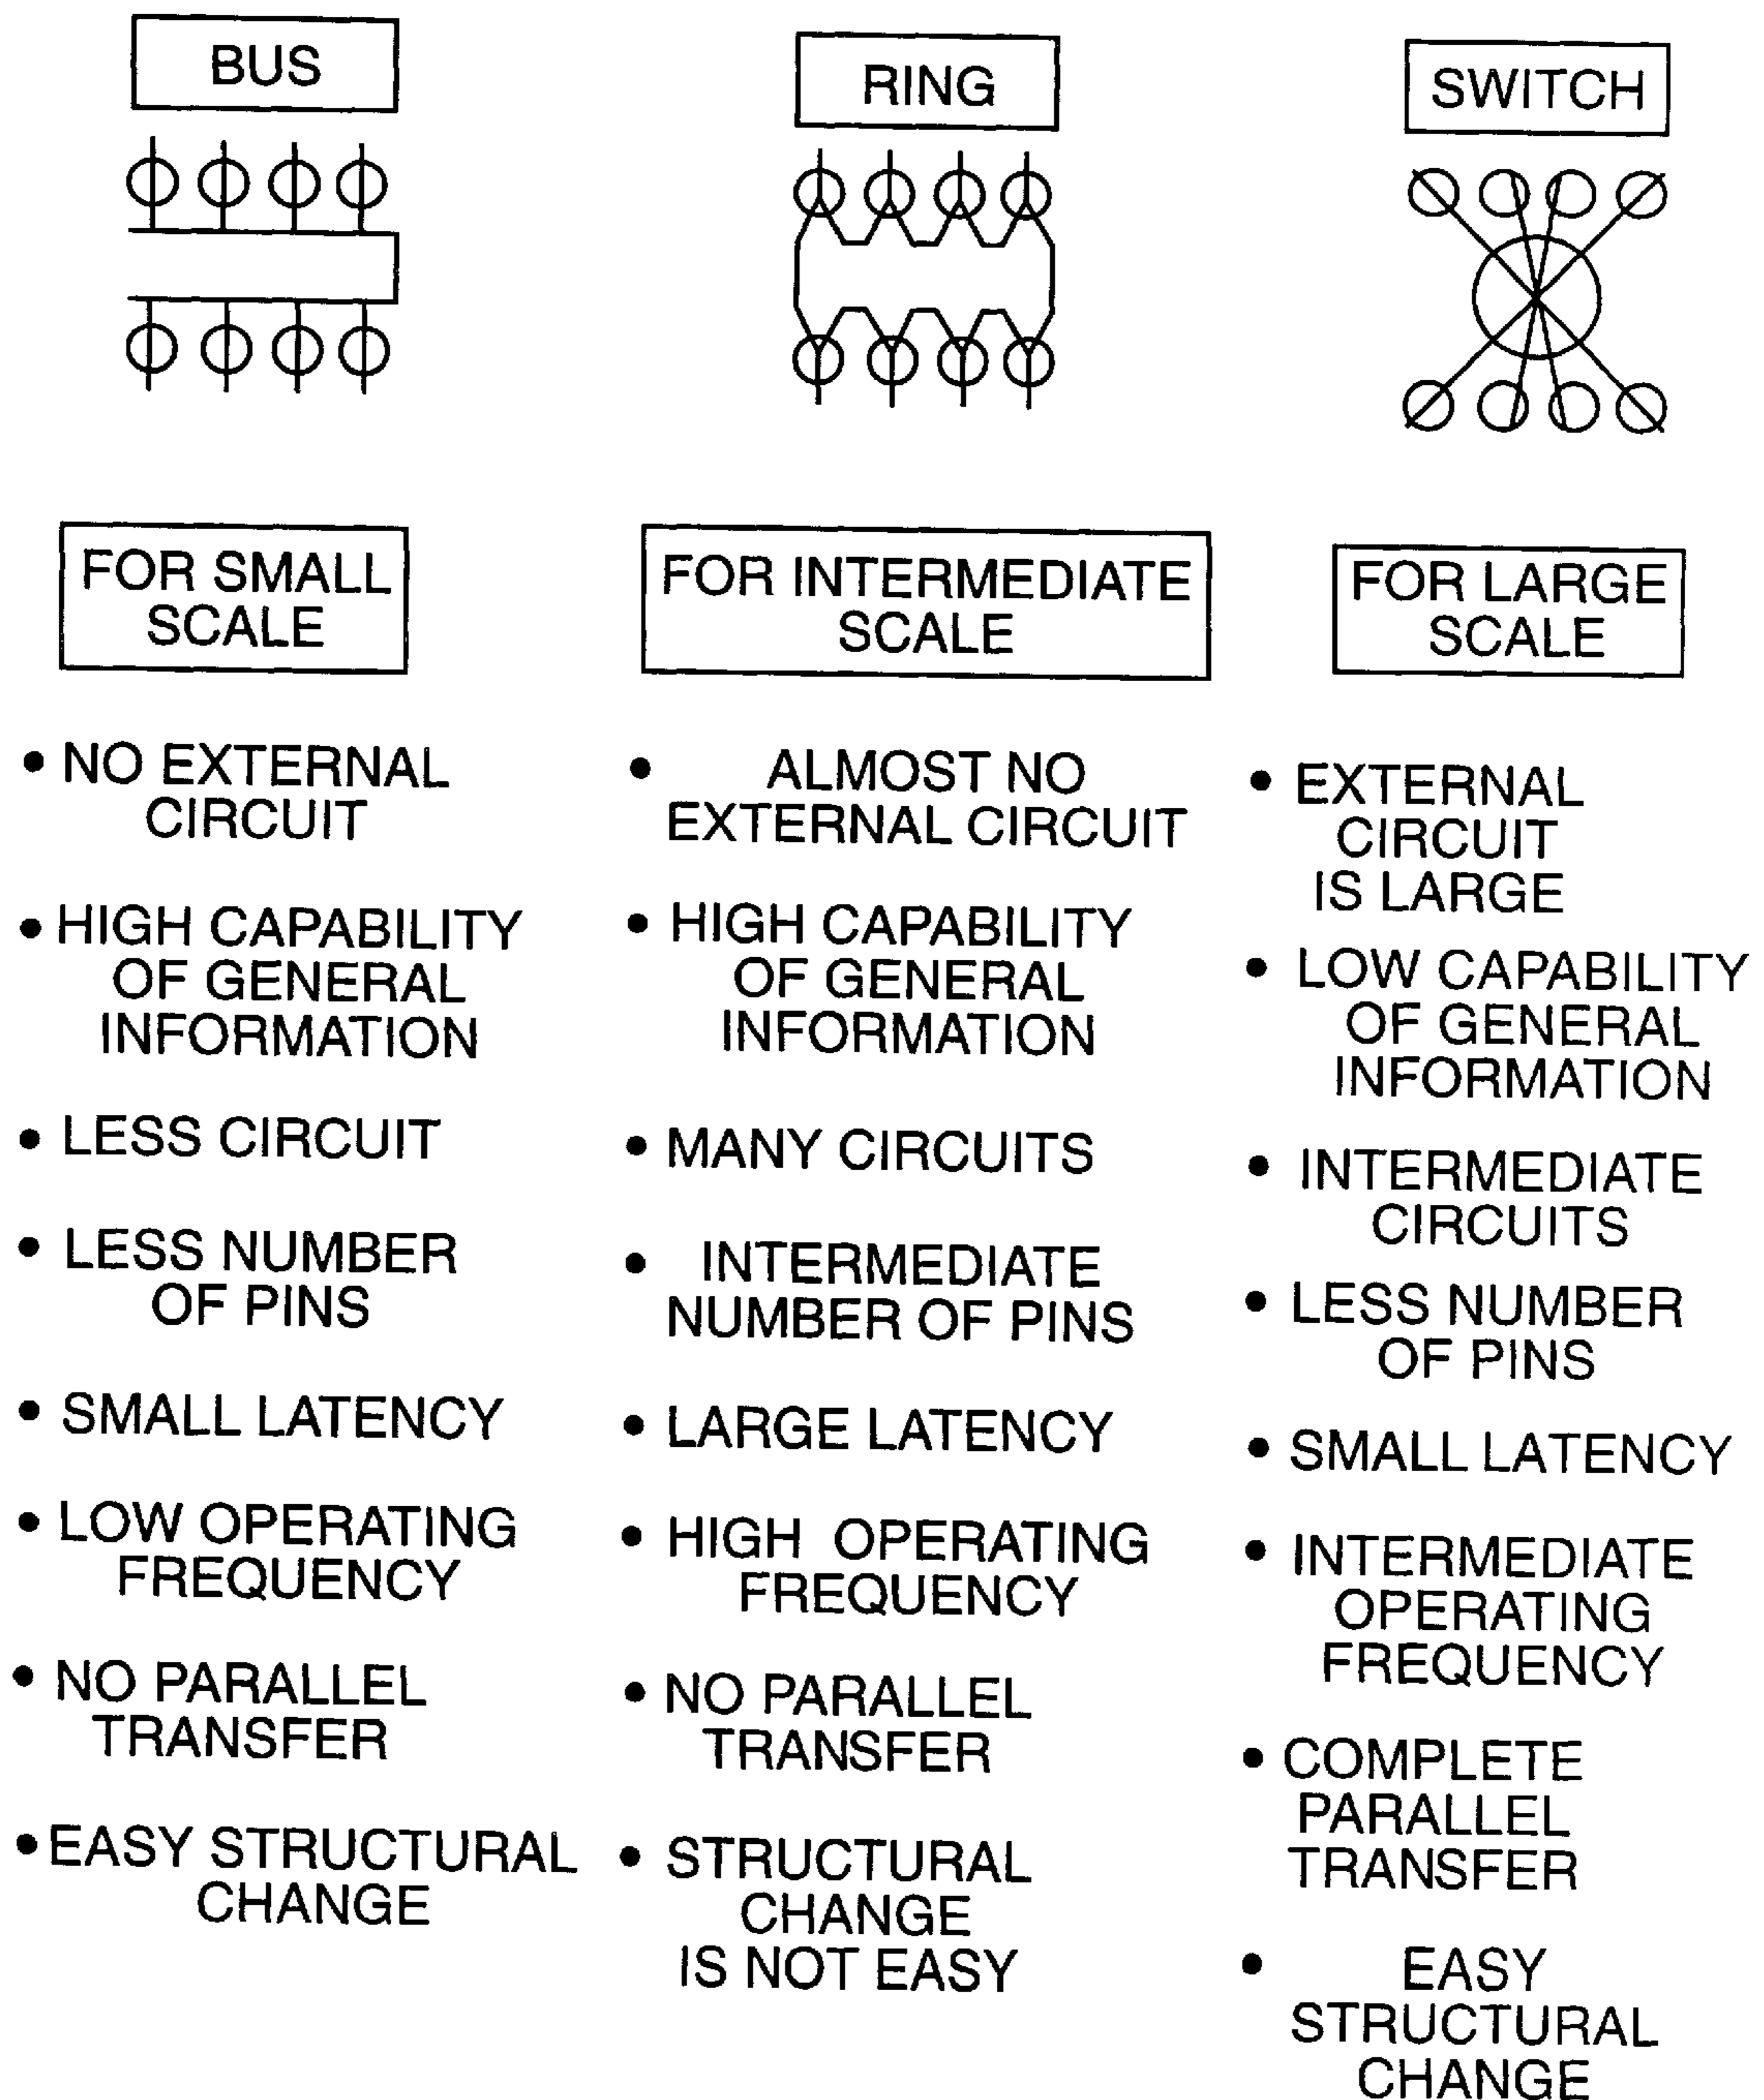 BUS
FOR SMALL
SCALE
• NO EXTERNAL
CIRCUIT
• HIGH CAPABILITY
OF GENERAL
INFORMATION
• LESS CIRCUIT
• LESS NUMBER
OF PINS
• SMALL LATENCY
• LOW OPERATING
FREQUENCY
• NO PARALLEL
TRANSFER
• EASY STRUCTURAL
CHANGE
RING
FOR INTERMEDIATE
SCALE
• ALMOST NO
EXTERNAL CIRCUIT
• HIGH CAPABILITY
OF GENERAL
INFORMATION
• MANY CIRCUITS
• INTERMEDIATE
NUMBER OF PINS
• LARGE LATENCY
• HIGH OPERATING
FREQUENCY
• NO PARALLEL
TRANSFER
• STRUCTURAL
CHANGE
IS NOT EASY
SWITCH
FOR LARGE
SCALE
• EXTERNAL
CIRCUIT
IS LARGE
• LOW CAPABILITY
OF GENERAL
INFORMATION
• INTERMEDIATE
CIRCUITS
• LESS NUMBER
OF PINS
• SMALL LATENCY
• INTERMEDIATE
OPERATING
FREQUENCY
• COMPLETE
PARALLEL
TRANSFER
• EASY
STRUCTURAL
CHANGE